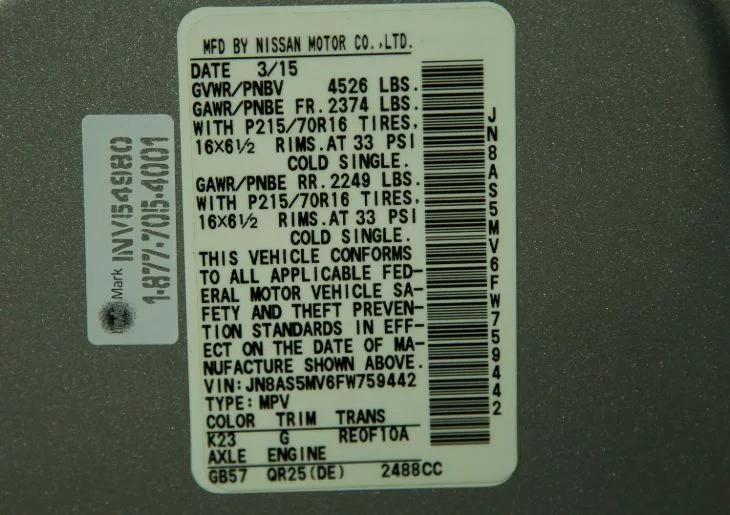 MFD BY NISSAN MOTOR CO.,LTD.
DATE 3/15
GVWR/PNBV 4526 LBS.
GAWR/PNBE FR. 2374 LBS.
WITH P215/70R16 TIRES,
16×6½ RIMS.AT 33 PSI
COLD SINGLE.
GAWR/PNBE RR. 2249 LBS.
WITH P215/70R16 TIRES,
16×6½ RIMS.AT 33 PSI
COLD SINGLE.
THIS VEHICLE CONFORMS
TO ALL APPLICABLE FED-
ERAL MOTOR VEHICLE SA-
FETY AND THEFT PREVEN-
TION STANDARDS IN EFF-
ECT ON THE DATE OF MA-
NUFACTURE SHOWN ABOVE.
VIN:JN8AS5MV6FW759442
TYPE:MPV
COLOR TRIM TRANS
K23 G RE0F10A
AXLE ENGINE
GB57 QR25(DE) 2488CC
JN8AS5MV6FW759442
Mark INV154980
1-877-705-4001